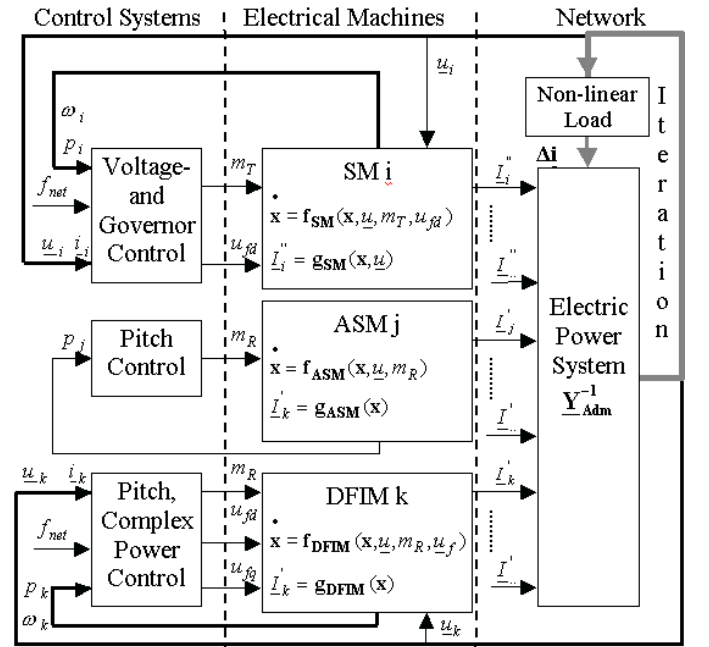 Control Systems
Electrical Machines
Network
u_i
ω_i
p_i
f_net
u_i i_i
Voltage-
and
Governor
Control
m_T
u_fd
SM i
ẋ = f_SM(x,u,m_T,u_fd)
I''_i = g_SM(x,u)
I''_i
I''_...
Non-linear
Load
Δi
Iteration
Electric
Power
System
Y^-1_Adm
p_j
Pitch
Control
m_R
ASM j
ẋ = f_ASM(x,u,m_R)
I'_k = g_ASM(x)
I'_j
I'_...
u_k i_k
f_net
p_k
ω_k
Pitch,
Complex
Power
Control
m_R
u_fd
u_fq
DFIM k
ẋ = f_DFIM(x,u,m_R,u_f)
I'_k = g_DFIM(x)
I'_k
I'_...
u_k